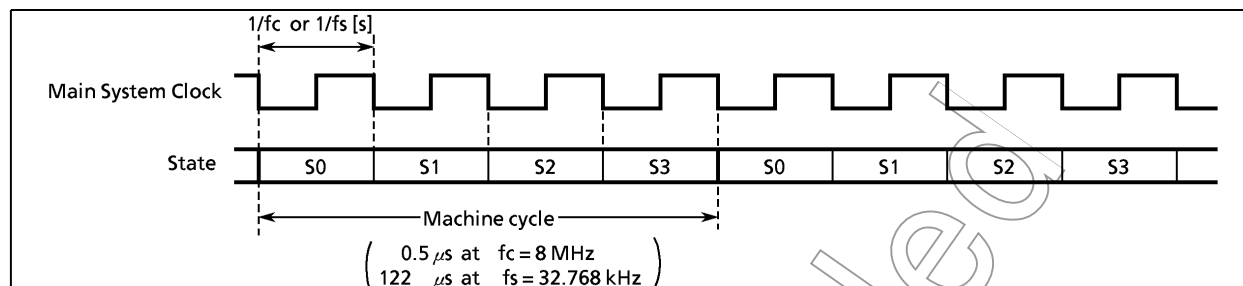 1/fc or 1/fs [s]
Main System Clock
State S0 S1 S2 S3 S0 S1 S2 S3
Machine cycle
0.5 μs at fc = 8 MHz
122 μs at fs = 32.768 kHz
led